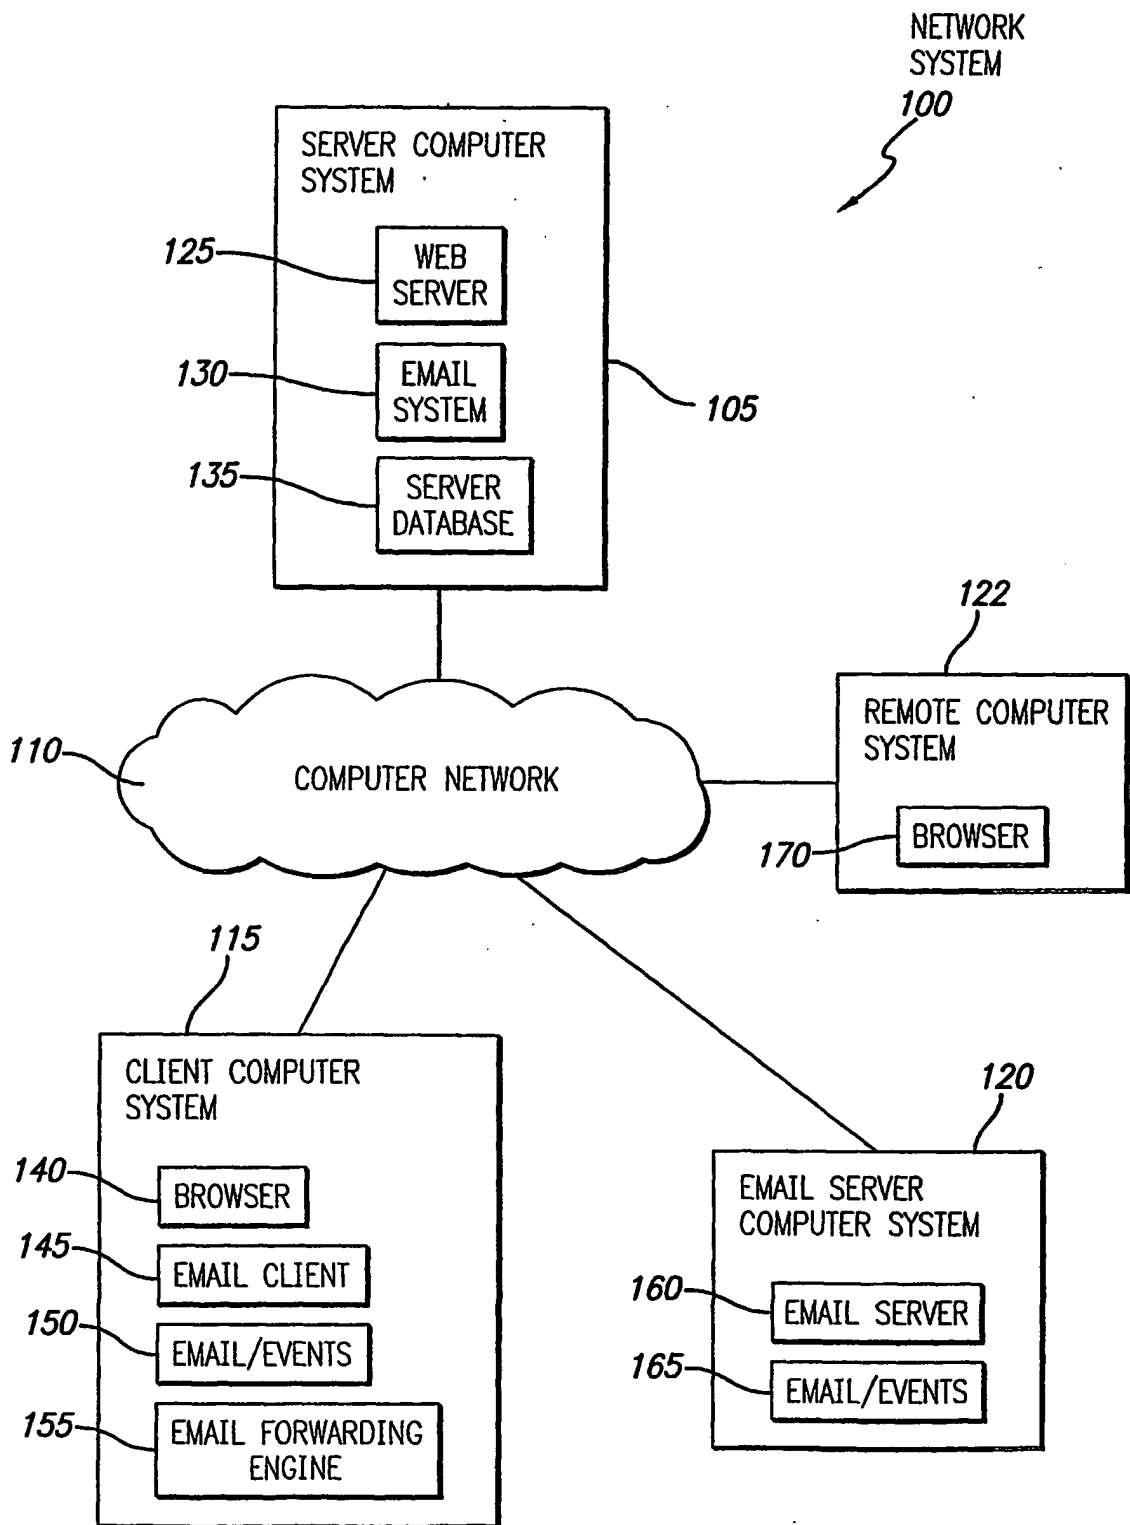 NETWORK
SYSTEM
100
SERVER COMPUTER
SYSTEM
125
WEB
SERVER
130
EMAIL
SYSTEM
105
135
SERVER
DATABASE
122
REMOTE COMPUTER
SYSTEM
110
COMPUTER NETWORK
170
BROWSER
115
CLIENT COMPUTER
SYSTEM
140
BROWSER
145
EMAIL CLIENT
150
EMAIL/EVENTS
155
EMAIL FORWARDING
ENGINE
120
EMAIL SERVER
COMPUTER SYSTEM
160
EMAIL SERVER
165
EMAIL/EVENTS